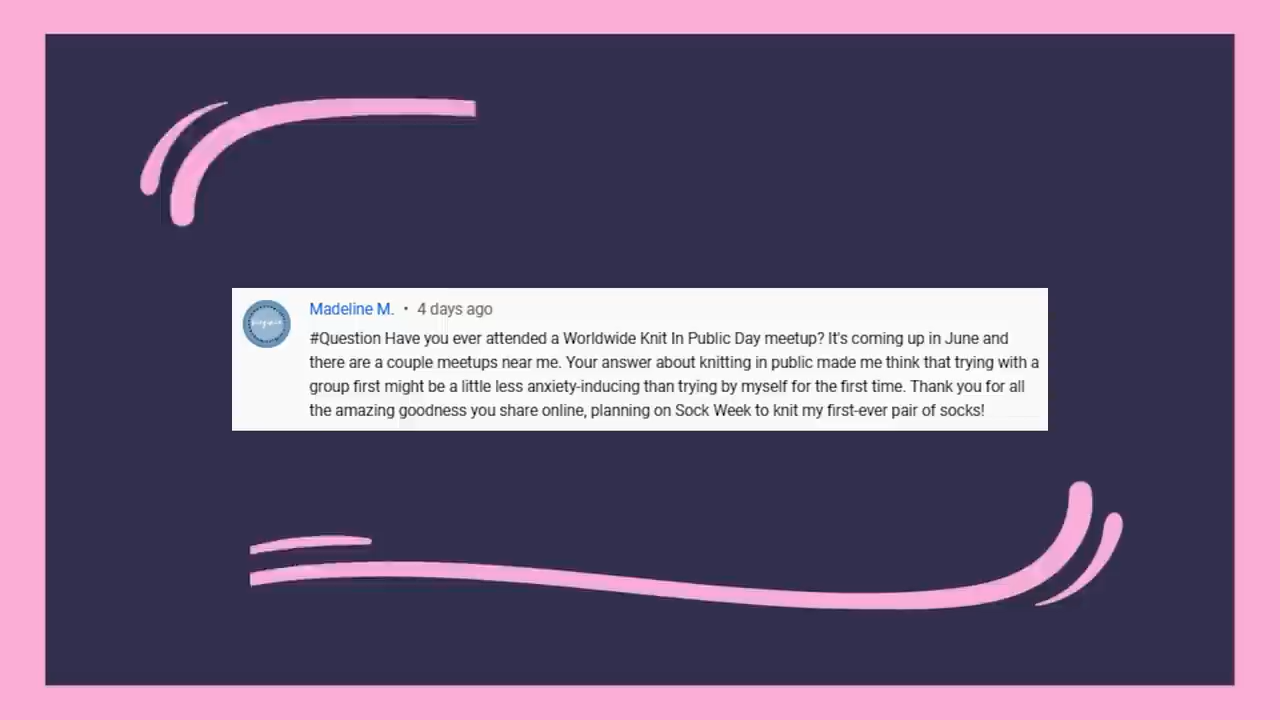 Madeline M. • 4 days ago
#Question Have you ever attended a Worldwide Knit In Public Day meetup? It's coming up in June and
there are a couple meetups near me. Your answer about knitting in public made me think that trying with a
group first might be a little less anxiety-inducing than trying by myself for the first time. Thank you for all
the amazing goodness you share online, planning on Sock Week to knit my first-ever pair of socks!